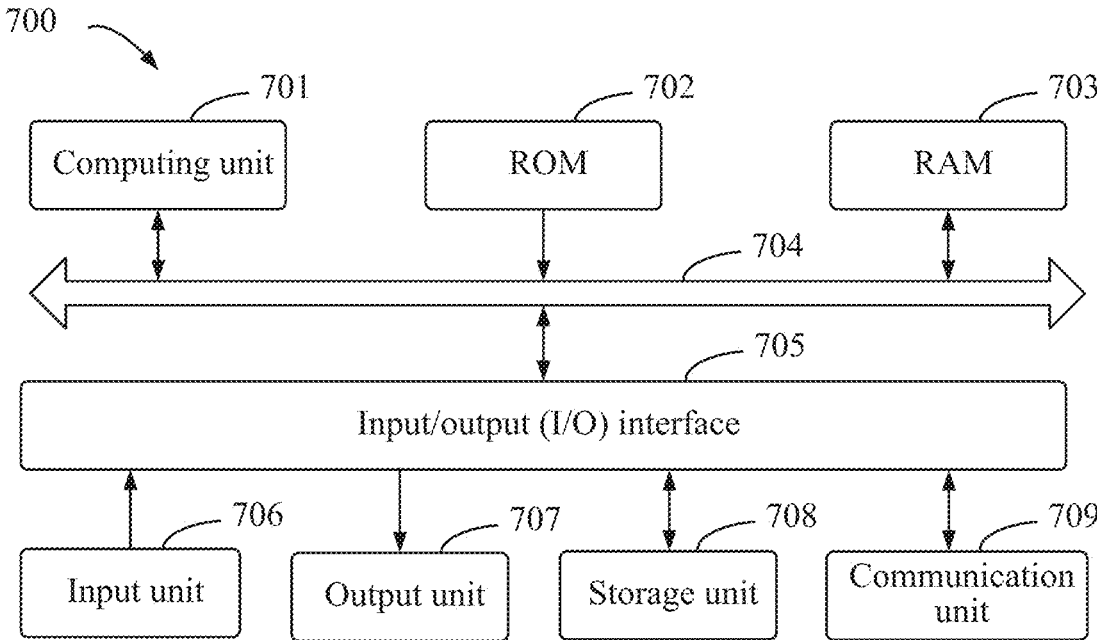 700
701
702
703
Computing unit
ROM
RAM
704
705
Input/output (I/O) interface
706
707
708
709
Input unit
Output unit
Storage unit
Communication
unit